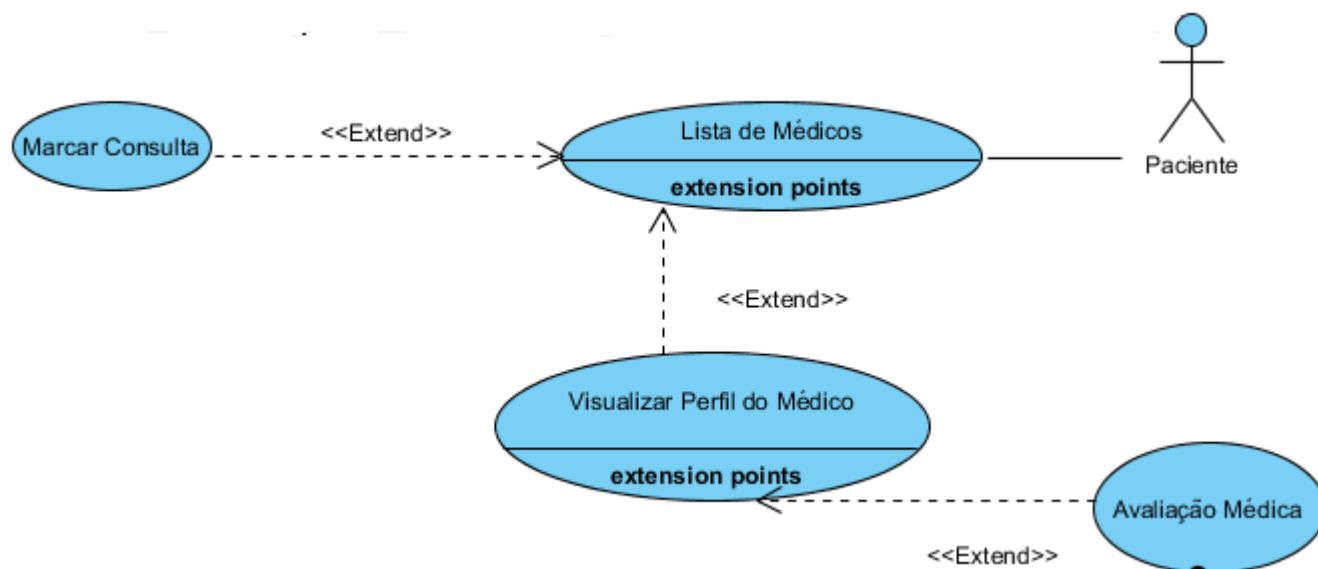 <<Extend>>
Lista de Médicos
Marcar Consulta
extension points
Paciente
<<Extend>>
Visualizar Perfil do Médico
extension points
Avaliação Médica
<<Extend>>